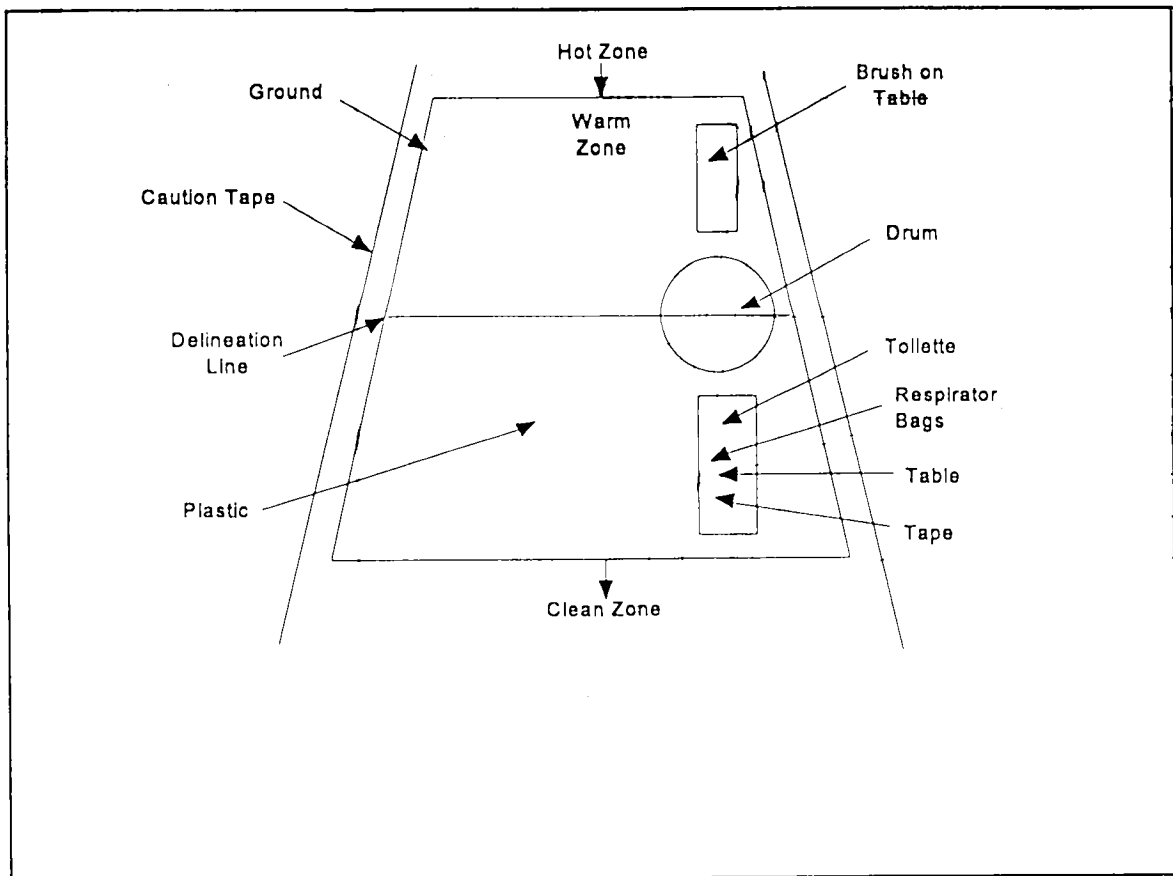 Hot Zone
Brush on
Table
Ground
Warm
Zone
Caution Tape
Drum
Delineation
Line
Tollette
Respirator
Bags
Table
Plastic
Tape
Clean Zone